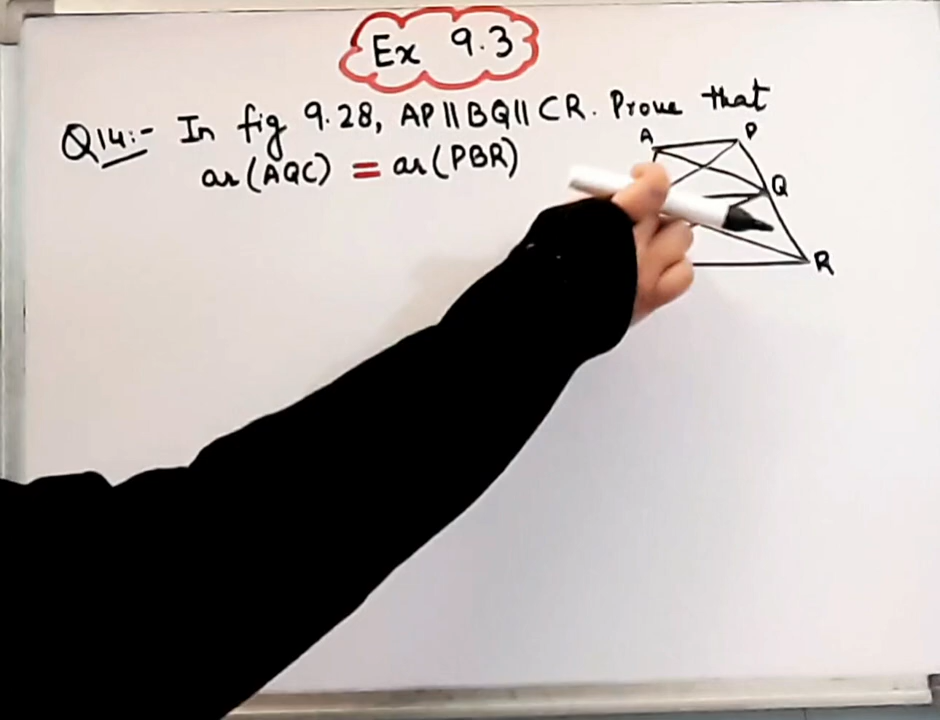 Ex 9.3
Q14:- In fig 9.28, AP || BQ || CR. Prove that
ar (AQC) = ar (PBR)
A P
Q
R